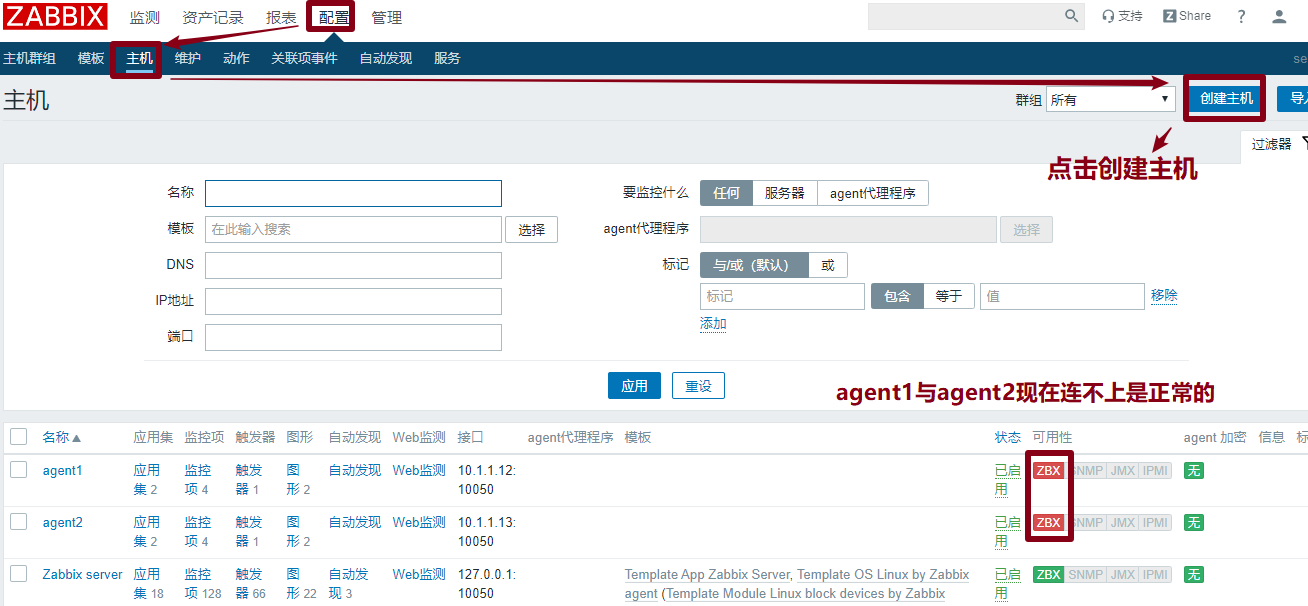 ZABBIX 监测 资产记录 报表 配置 管理 支持 Z Share ?
主机群组 模板 主机 维护 动作 关联项事件 自动发现 服务 se
主机 群组 所有 创建主机 导入
过滤器
点击创建主机
名称 要监控什么 任何 服务器 agent代理程序
模板 在此输入搜索 选择 agent代理程序 选择
DNS 标记 与/或（默认） 或
IP地址 标记 包含 等于 值 移除
添加
端口
应用 重设
agent1与agent2现在连不上是正常的
名称 应用集 监控项 触发器 图形 自动发现 Web监测 接口 agent代理程序 模板 状态 可用性 agent 加密 信息 标
agent1 应用 监控 触发 图 自动发现 Web监测 10.1.1.12: 已启 ZBX SNMP JMX IPMI 无
集 2 项 4 器 1 形 2 10050 用
agent2 应用 监控 触发 图 自动发现 Web监测 10.1.1.13: 已启 ZBX SNMP JMX IPMI 无
集 2 项 4 器 1 形 2 10050 用
Zabbix server 应用 监控 触发 图 自动发 Web监测 127.0.0.1: Template App Zabbix Server, Template OS Linux by Zabbix 已启 ZBX SNMP JMX IPMI 无
集 18 项 128 器 66 形 22 现 3 10050 agent (Template Module Linux block devices by Zabbix 用